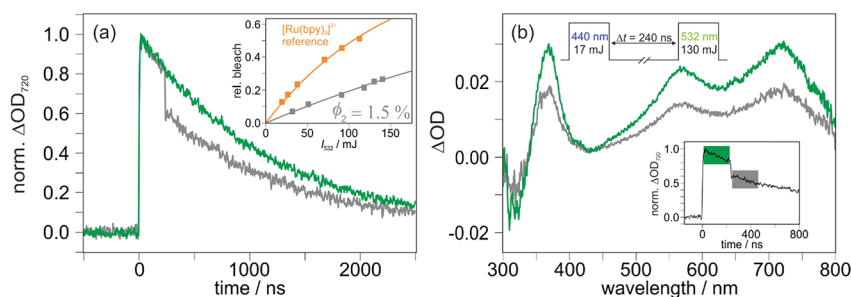 (a)
norm. ΔOD720
1.0
0.8
0.6
0.4
0.2
0.0
0
1000
2000
time / ns
[Ru(bpy)3]2+
reference
rel. bleach
0.6
0.4
0.2
0.0
0
50
100
150
I532 / mJ
ϕ2 = 1.5 %
(b)
440 nm
17 mJ
Δt = 240 ns
532 nm
130 mJ
ΔOD
0.02
0.00
-0.02
300
400
500
600
700
800
wavelength / nm
norm. ΔOD720
1.0
0.5
0.0
0
400
800
time / ns